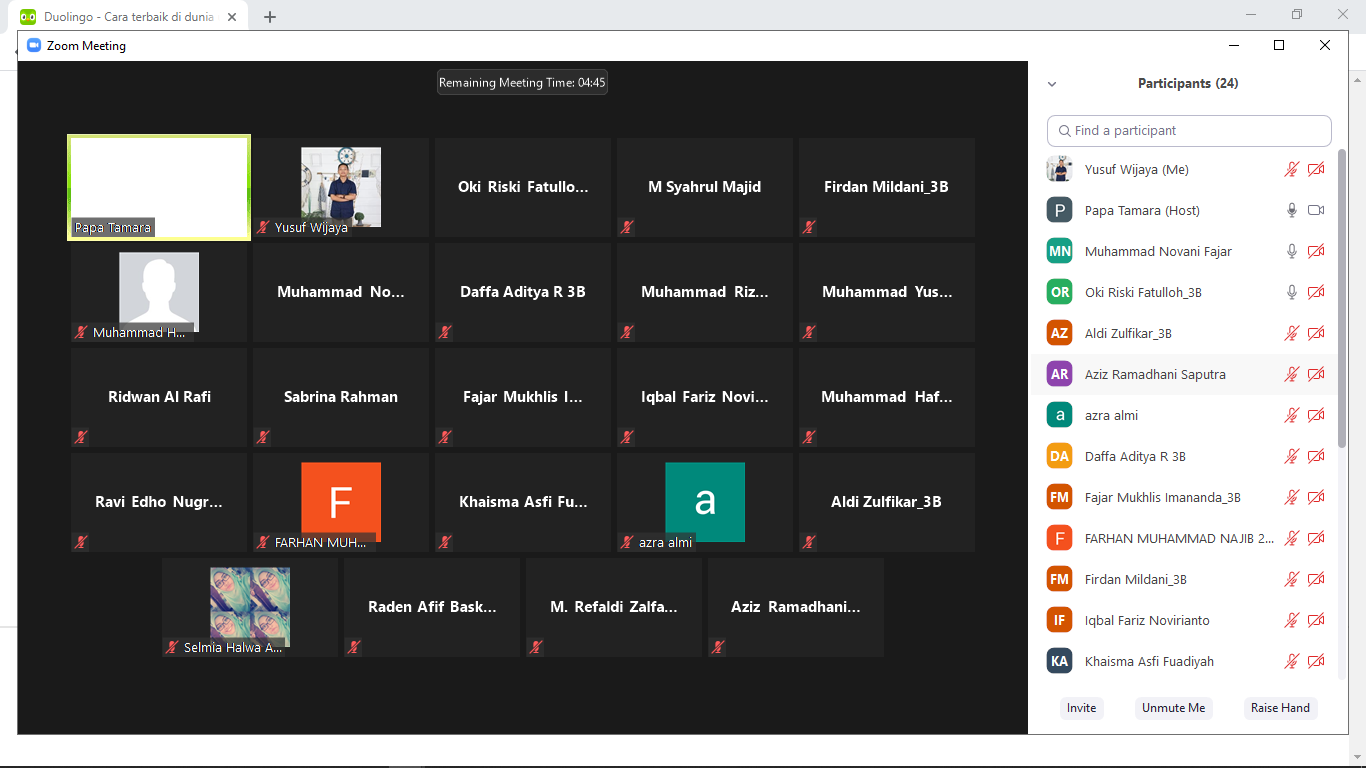 Duolingo - Cara terbaik di dunia
Zoom Meeting
Remaining Meeting Time: 04:45
Papa Tamara
Yusuf Wijaya
Oki Riski Fatullo...
M Syahrul Majid
Firdan Mildani_3B
Muhammad H...
Muhammad No...
Daffa Aditya R 3B
Muhammad Riz...
Muhammad Yus...
Ridwan Al Rafi
Sabrina Rahman
Fajar Mukhlis I...
Iqbal Fariz Novi...
Muhammad Haf...
Ravi Edho Nugr...
F
FARHAN MUH...
Khaisma Asfi Fu...
a
azra almi
Aldi Zulfikar_3B
Selmia Halwa A...
Raden Afif Bask...
M. Refaldi Zalfa...
Aziz Ramadhani...
Participants (24)
Find a participant
Yusuf Wijaya (Me)
P Papa Tamara (Host)
MN Muhammad Novani Fajar
OR Oki Riski Fatulloh_3B
AZ Aldi Zulfikar_3B
AR Aziz Ramadhani Saputra
a azra almi
DA Daffa Aditya R 3B
FM Fajar Mukhlis Imananda_3B
F FARHAN MUHAMMAD NAJIB 2...
FM Firdan Mildani_3B
IF Iqbal Fariz Novirianto
KA Khaisma Asfi Fuadiyah
Invite Unmute Me Raise Hand